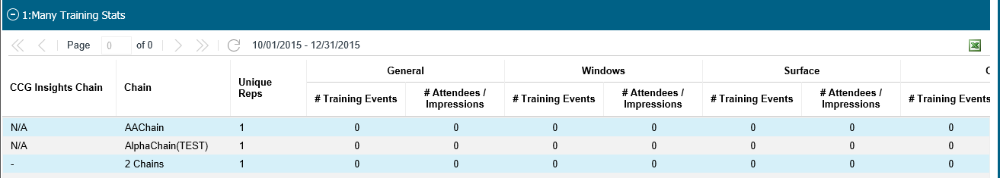 1:Many Training Stats
Page 0 of 0 10/01/2015 - 12/31/2015
General Windows Surface
CCG Insights Chain Chain Unique Reps # Training Events # Attendees / Impressions # Training Events # Attendees / Impressions # Training Events # Attendees / Impressions # Training Events
N/A AAChain 1 0 0 0 0 0 0 0
N/A AlphaChain(TEST) 1 0 0 0 0 0 0 0
- 2 Chains 1 0 0 0 0 0 0 0